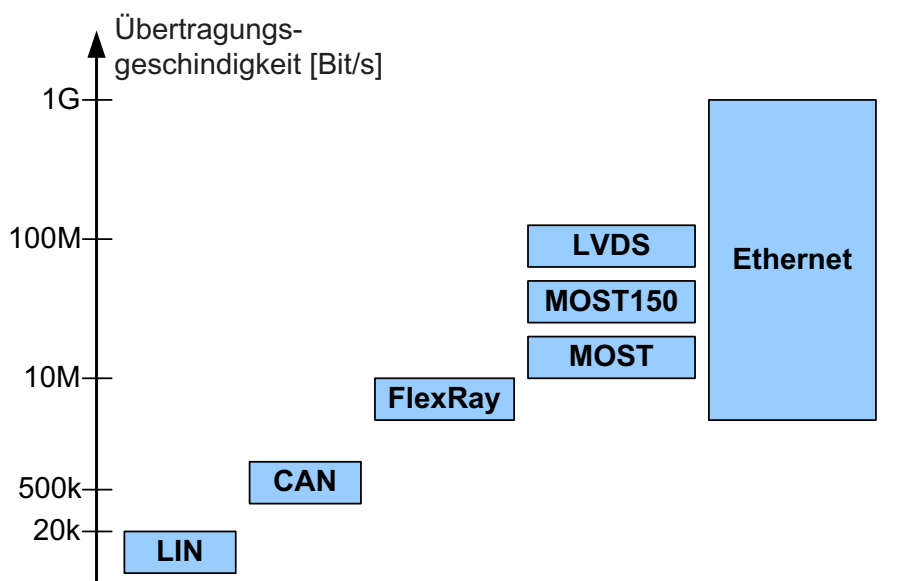 Übertragungs-
geschindigkeit [Bit/s]
1G
100M
LVDS
Ethernet
MOST150
MOST
10M
FlexRay
CAN
500k
20k
LIN